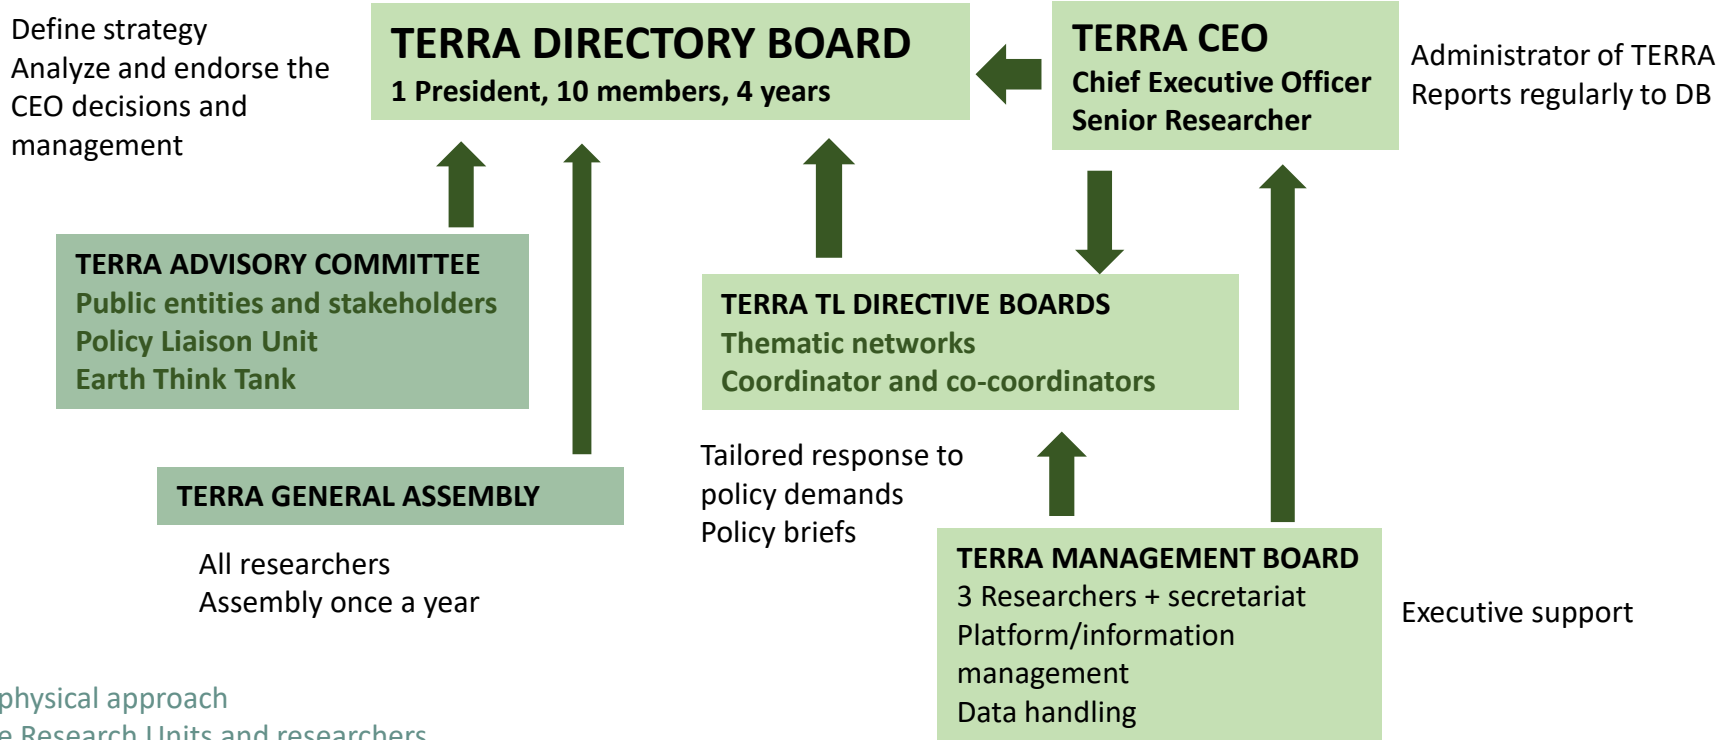 Define strategy
Analyze and endorse the
CEO decisions and
management
TERRA DIRECTORY BOARD
1 President, 10 members, 4 years
TERRA CEO
Chief Executive Officer
Senior Researcher
Administrator of TERRA
Reports regularly to DB
TERRA ADVISORY COMMITTEE
Public entities and stakeholders
Policy Liaison Unit
Earth Think Tank
TERRA TL DIRECTIVE BOARDS
Thematic networks
Coordinator and co-coordinators
TERRA GENERAL ASSEMBLY
All researchers
Assembly once a year
Tailored response to
policy demands
Policy briefs
TERRA MANAGEMENT BOARD
3 Researchers + secretariat
Platform/information
management
Data handling
Executive support
physical approach
Research Units and researchers